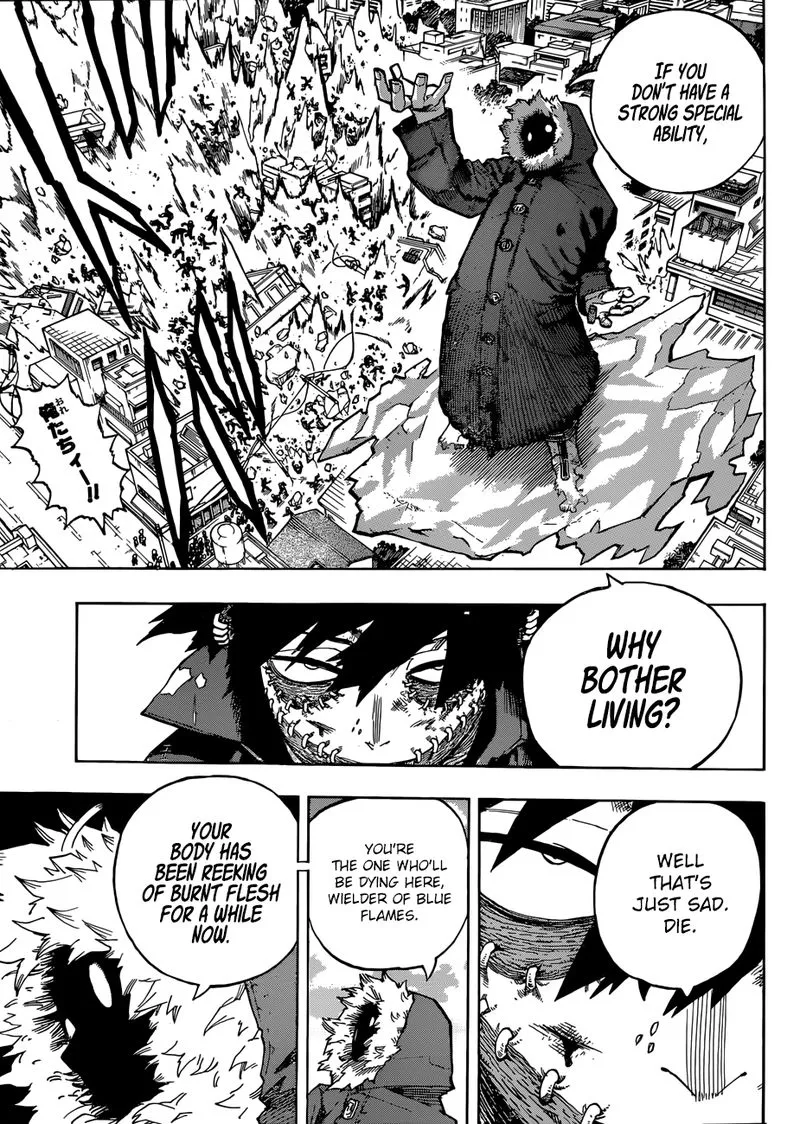 IF YOU
DON'T HAVE A
STRONG SPECIAL
ABILITY,
俺たちィー!!
おれ
WHY
BOTHER
LIVING?
WELL
THAT'S
JUST SAD.
DIE.
YOU'RE
THE ONE WHO'LL
BE DYING HERE,
WIELDER OF BLUE
FLAMES.
YOUR
BODY HAS
BEEN REEKING
OF BURNT FLESH
FOR A WHILE
NOW.